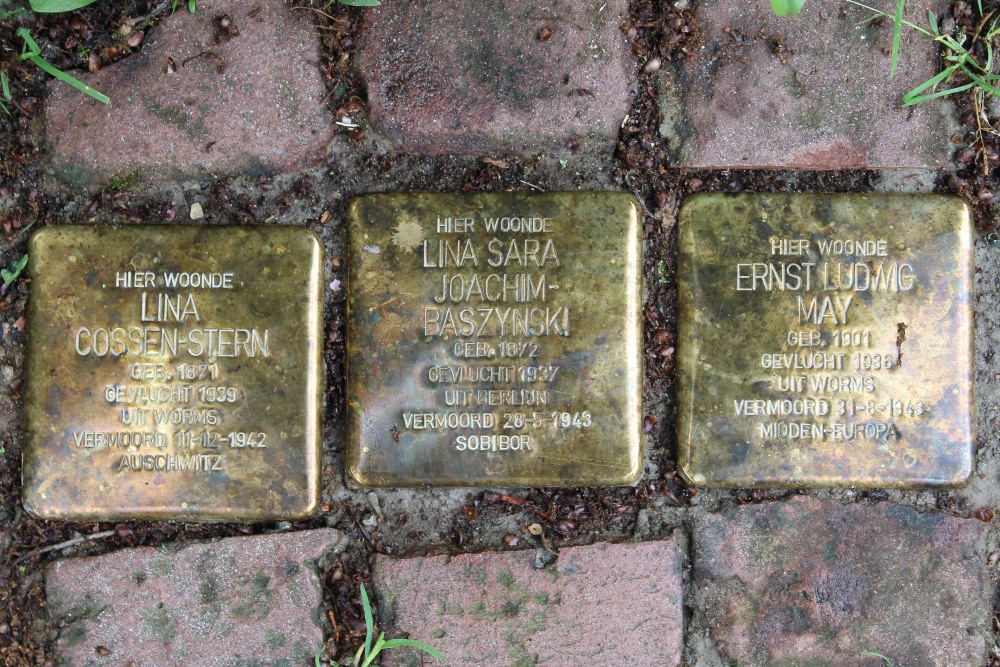 HIER WOONDE
LINA
COSSEN-STERN
GEB. 1871
GEVLUCHT 1939
UIT WORMS
VERMOORD 11-12-1942
AUSCHWITZ
HIER WOONDE
LINA SARA
JOACHIM-
BASZYNSKI
GEB. 1872
GEVLUCHT 1937
UIT BERLIJN
VERMOORD 28-5-1943
SOBIBOR
HIER WOONDE
ERNST LUDWIG
MAY
GEB. 1901
GEVLUCHT 1936
UIT WORMS
VERMOORD 31-8-1943
MIDDEN-EUROPA